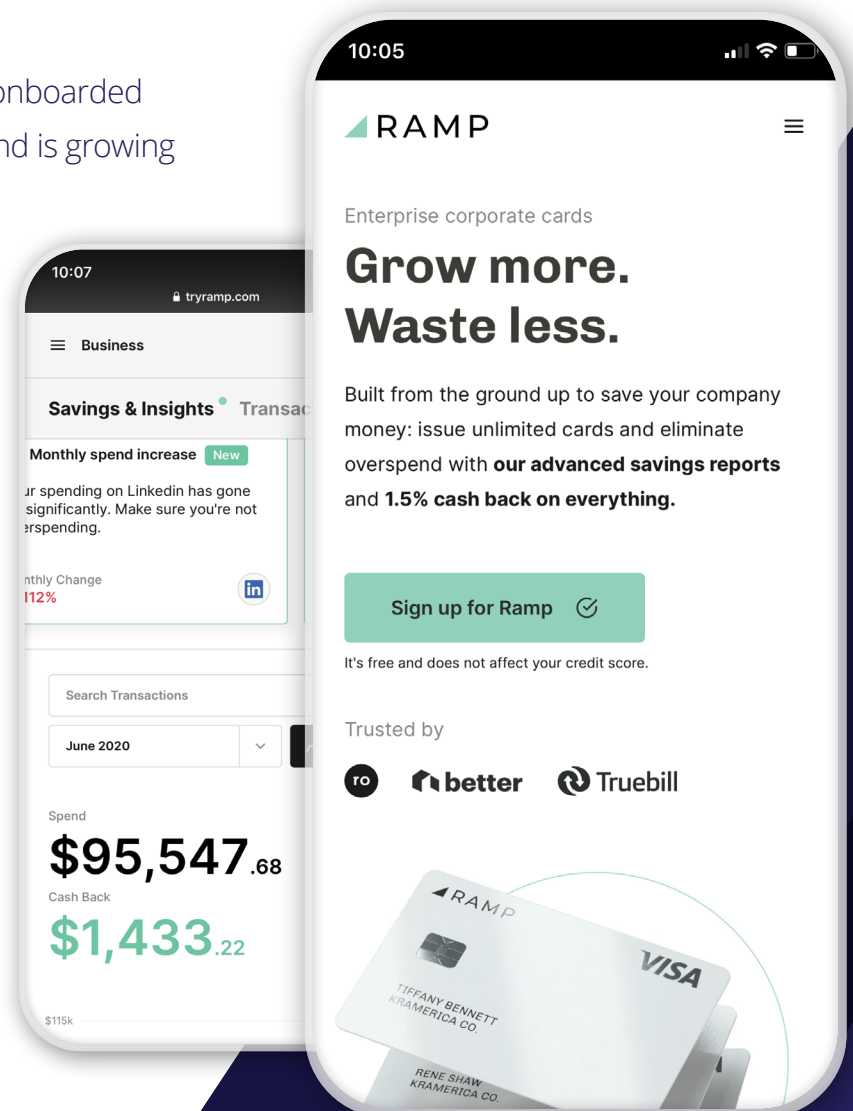 onboarded
nd is growing
10:07
tryramp.com
Business
Savings & Insights Transac
Monthly spend increase New
ur spending on Linkedin has gone
significantly. Make sure you're not
erspending.
nthly Change
112%
in
Search Transactions
June 2020
Spend
$95,547.68
Cash Back
$1,433.22
$115k
10:05
RAMP
Enterprise corporate cards
Grow more.
Waste less.
Built from the ground up to save your company
money: issue unlimited cards and eliminate
overspend with our advanced savings reports
and 1.5% cash back on everything.
Sign up for Ramp
It's free and does not affect your credit score.
Trusted by
ro better Truebill
RAMP
VISA
TIFFANY BENNETT
KRAMERICA CO.
RENE SHAW
KRAMERICA CO.